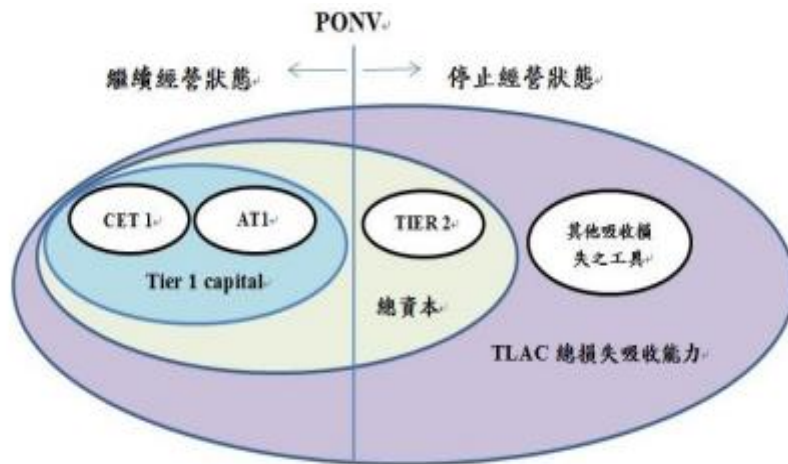 PONV
繼續經營狀態
停止經營狀態
CET 1
AT1
TIER 2
其他吸收損
失之工具
Tier 1 capital
總資本
TLAC 總損失吸收能力